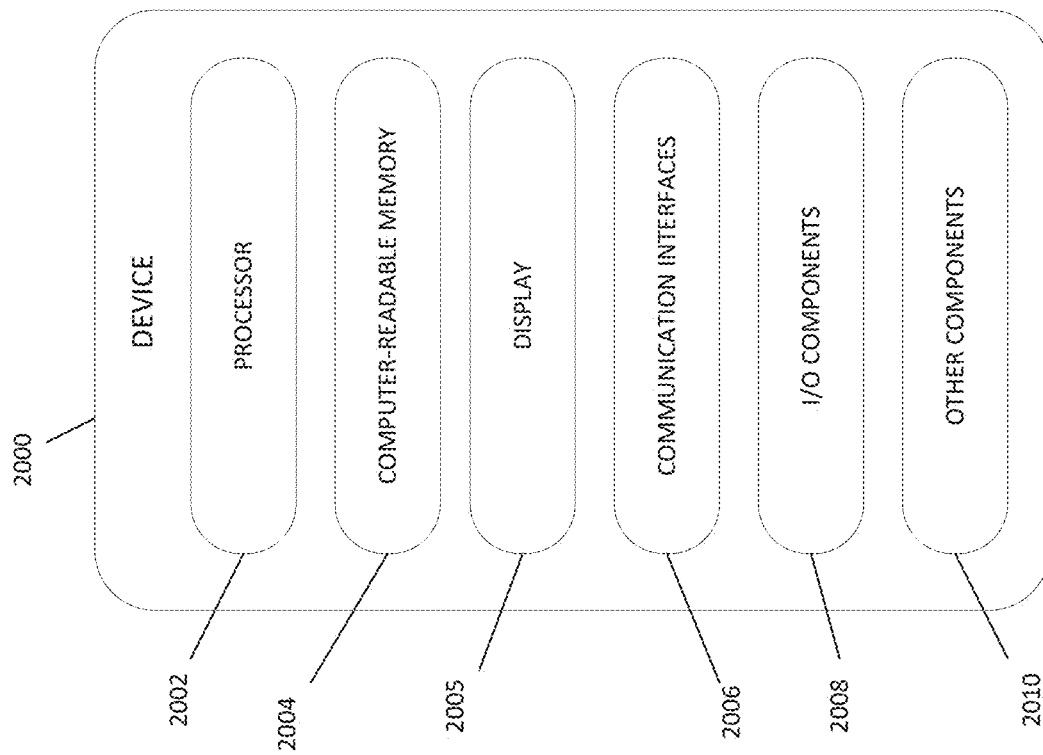 2000
DEVICE
2002
PROCESSOR
2004
COMPUTER-READABLE MEMORY
2005
DISPLAY
2006
COMMUNICATION INTERFACES
2008
I/O COMPONENTS
2010
OTHER COMPONENTS